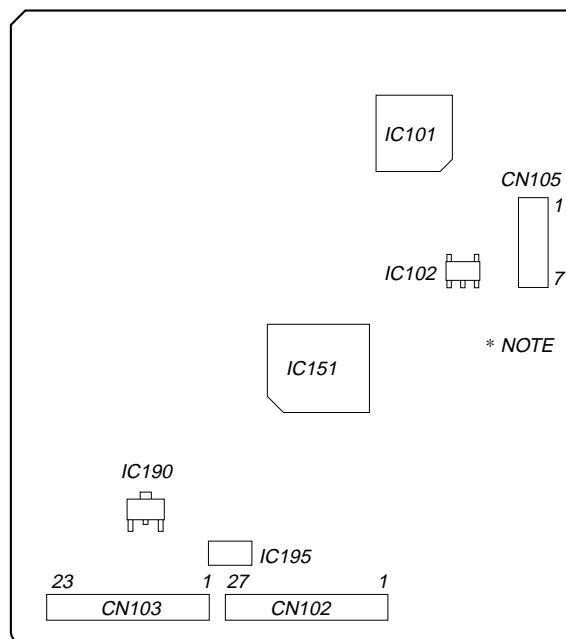 IC101
CN105
1
IC102
7
* NOTE
IC151
IC190
IC195
23 1 27 1
CN103 CN102